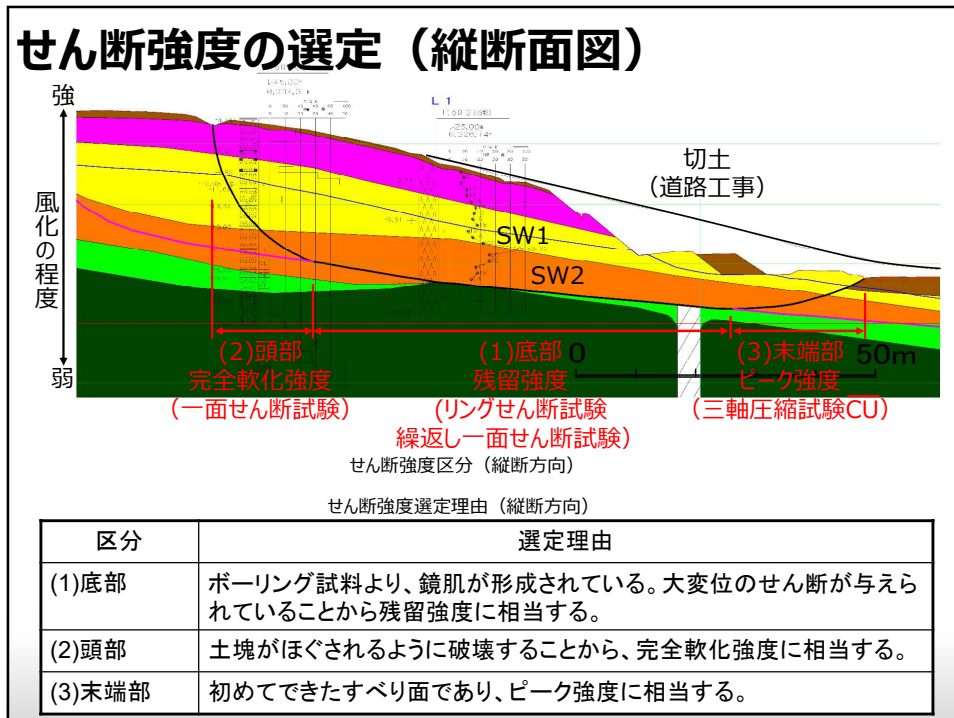 せん断強度の選定（縦断面図）
強
L 1
切土
（道路工事）
風化の程度
SW1
SW2
弱
(2)頭部
完全軟化強度
（一面せん断試験）
(1)底部
残留強度
(リングせん断試験
繰返し一面せん断試験）
0
50m
(3)末端部
ピーク強度
（三軸圧縮試験C̅U̅）
せん断強度区分（縦断方向）
せん断強度選定理由（縦断方向）
区分 選定理由
(1)底部 ボーリング試料より、鏡肌が形成されている。大変位のせん断が与えら
れていることから残留強度に相当する。
(2)頭部 土塊がほぐされるように破壊することから、完全軟化強度に相当する。
(3)末端部 初めてできたすべり面であり、ピーク強度に相当する。